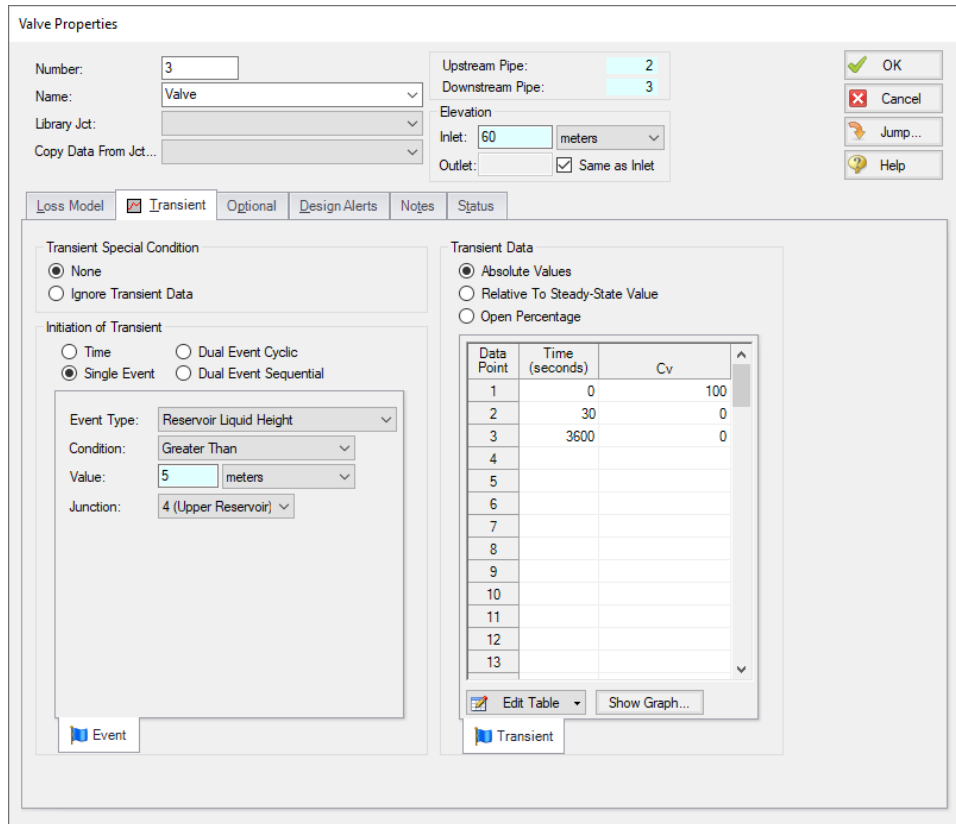 Valve Properties
Number: 3
Name: Valve
Library Jct:
Copy Data From Jct...
Upstream Pipe: 2
Downstream Pipe: 3
Elevation
Inlet: 60 meters
Outlet: Same as Inlet
OK
Cancel
Jump...
Help
Loss Model Transient Optional Design Alerts Notes Status
Transient Special Condition
None
Ignore Transient Data
Initiation of Transient
Time Dual Event Cyclic
Single Event Dual Event Sequential
Event Type: Reservoir Liquid Height
Condition: Greater Than
Value: 5 meters
Junction: 4 (Upper Reservoir)
Event
Transient Data
Absolute Values
Relative To Steady-State Value
Open Percentage
Data Point Time (seconds) Cv
1 0 100
2 30 0
3 3600 0
4
5
6
7
8
9
10
11
12
13
Edit Table Show Graph...
Transient